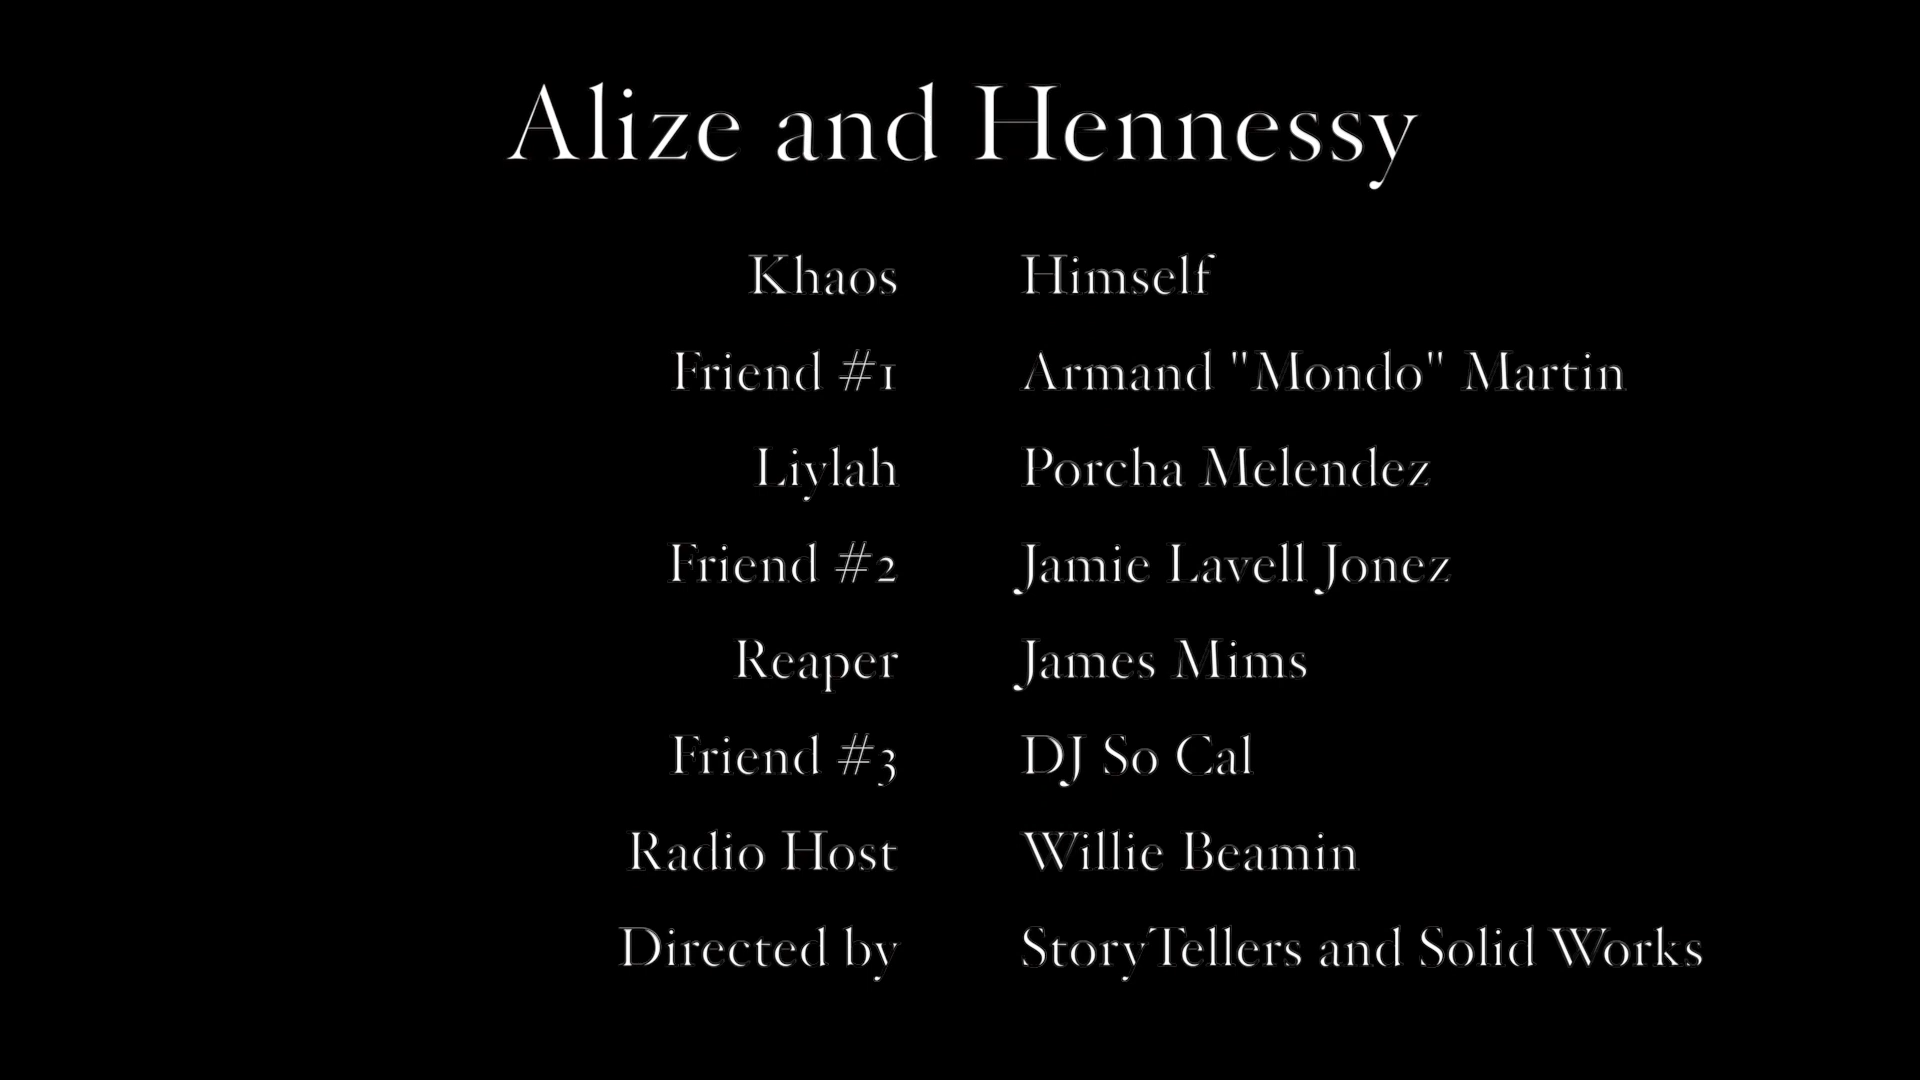 Alize and Hennessy
Khaos Himself
Friend #1 Armand "Mondo" Martin
Liylah Porcha Melendez
Friend #2 Jamie Lavell Jonez
Reaper James Mims
Friend #3 DJ So Cal
Radio Host Willie Beamin
Directed by StoryTellers and Solid Works